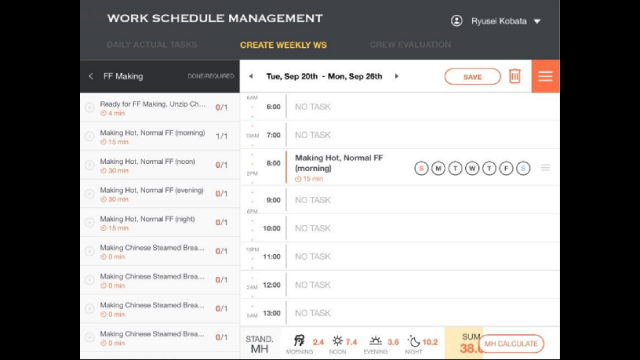 WORK SCHEDULE MANAGEMENT
Ryusei Kobata
DAILY ACTUAL TASKS
CREATE WEEKLY WS
CREW EVALUATION
FF Making
DONE/REQUIRED
Tue, Sep 20th - Mon, Sep 26th
SAVE
Ready for FF Making, Unzip Ch...
4 min
0/1
Making Hot, Normal FF (morning)
15 min
1/1
Making Hot, Normal FF (noon)
30 min
0/1
Making Hot, Normal FF (evening)
30 min
0/1
Making Hot, Normal FF (night)
15 min
0/1
Making Chinese Steamed Brea...
0 min
0/1
Making Chinese Steamed Brea...
0 min
0/1
Making Chinese Steamed Brea...
0 min
0/1
Making Chinese Steamed Brea...
0/1
6AM
10AM
2PM
6PM
10PM
2AM
6AM
6:00 NO TASK
7:00 NO TASK
8:00
Making Hot, Normal FF
(morning)
15 min
S M T W T F S
9:00 NO TASK
10:00 NO TASK
11:00 NO TASK
12:00 NO TASK
13:00 NO TASK
STAND.
MH
2.4
MORNING
7.4
NOON
3.6
EVENING
10.2
NIGHT
SUM
38.
MH CALCULATE